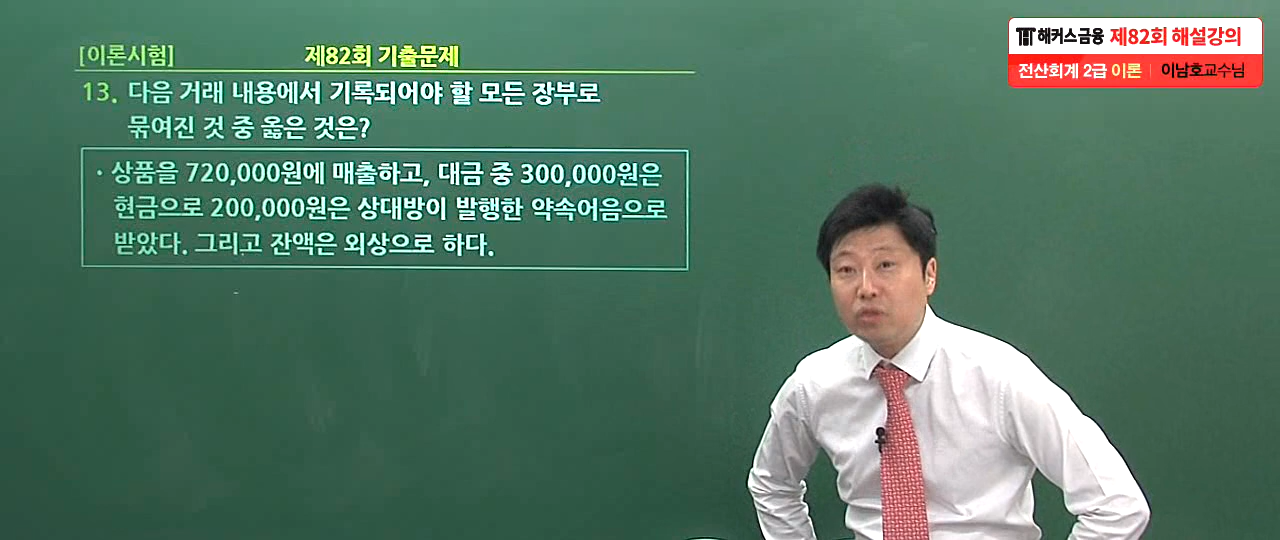 [이론시험] 제82회 기출문제
13. 다음 거래 내용에서 기록되어야 할 모든 장부로
묶여진 것 중 옳은 것은?
· 상품을 720,000원에 매출하고, 대금 중 300,000원은
현금으로 200,000원은 상대방이 발행한 약속어음으로
받았다. 그리고 잔액은 외상으로 하다.
해커스금융 제82회 해설강의
전산회계 2급 이론 | 이남호교수님